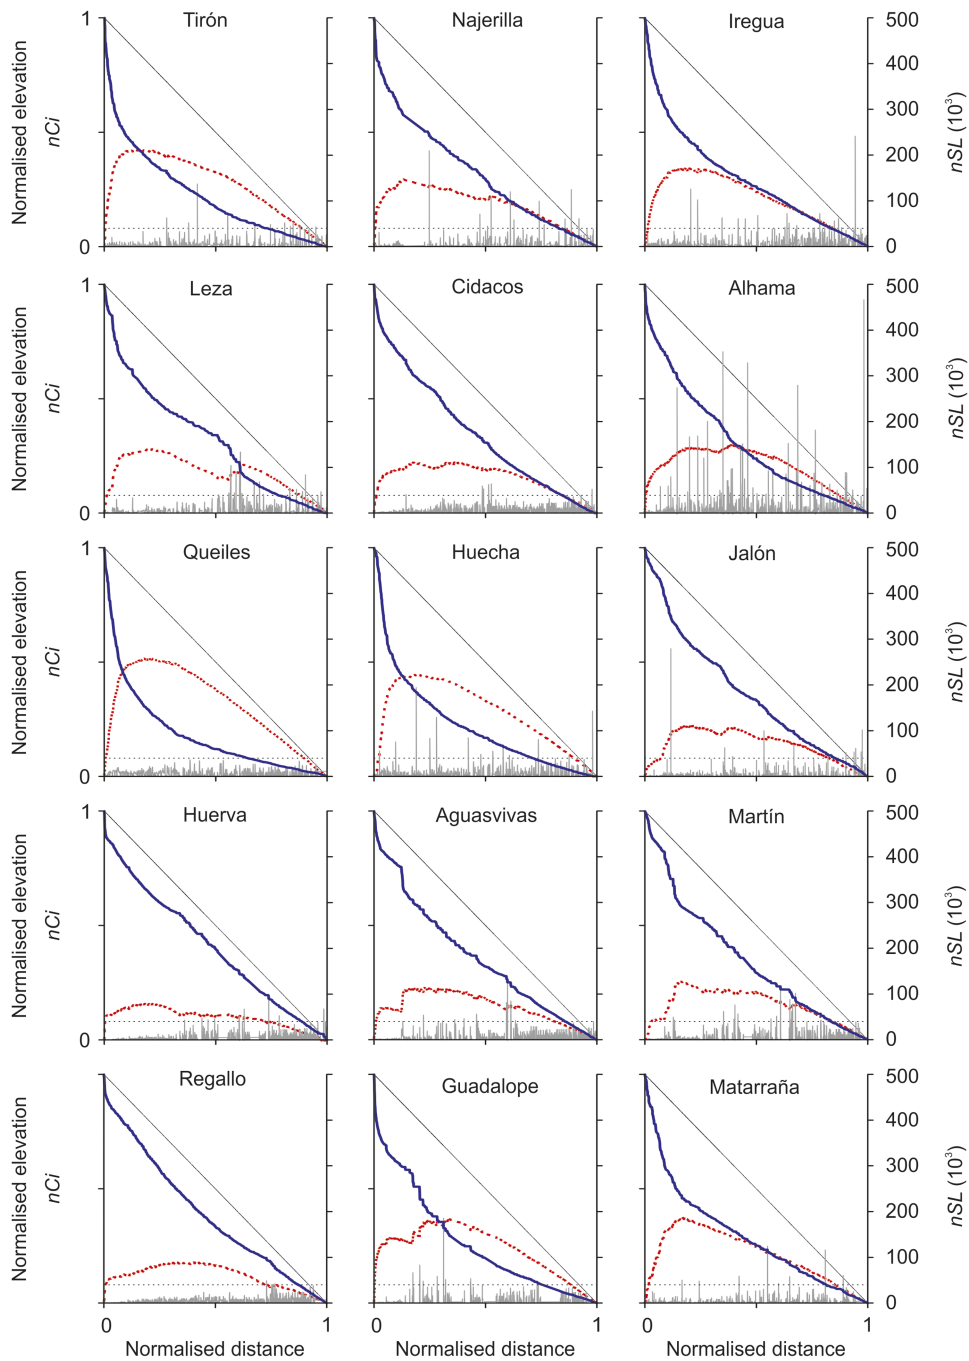 Tirón Najerilla Iregua
Normalised elevation nCi 1 0 500 400 300 200 100 0 nSL (10³)
Leza Cidacos Alhama
Normalised elevation nCi 1 0 500 400 300 200 100 0 nSL (10³)
Queiles Huecha Jalón
Normalised elevation nCi 1 0 500 400 300 200 100 0 nSL (10³)
Huerva Aguasvivas Martín
Normalised elevation nCi 1 0 500 400 300 200 100 0 nSL (10³)
Regallo Guadalope Matarraña
Normalised elevation nCi 500 400 300 200 100 0 nSL (10³)
0 1 0 1 0 1
Normalised distance Normalised distance Normalised distance